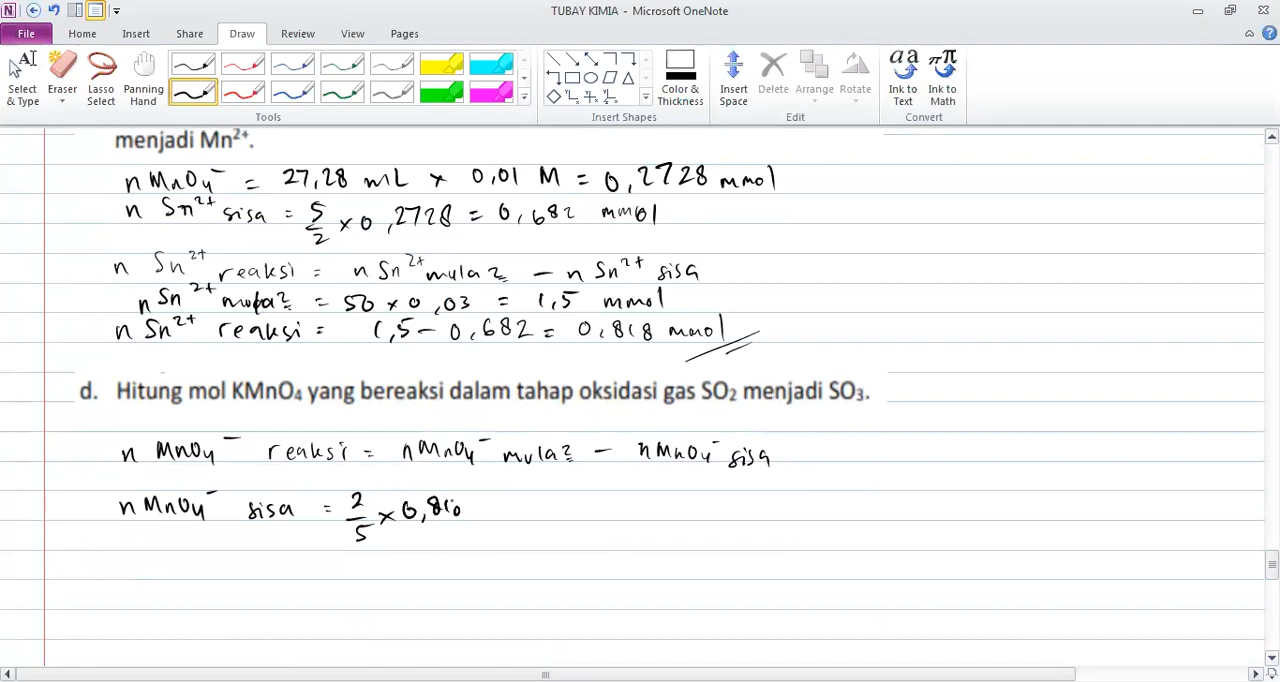 TUBAY KIMIA - Microsoft OneNote
File Home Insert Share Draw Review View Pages
Select & Type Eraser Lasso Select Panning Hand Color & Thickness Insert Space Delete Arrange Rotate Ink to Text Ink to Math
Tools Insert Shapes Edit Convert
menjadi Mn²⁺.
n MnO₄⁻ = 27,28 mL × 0,01 M = 0,2728 mmol
n Sn²⁺ sisa = 5/2 × 0,2728 = 0,682 mmol
n Sn²⁺ reaksi = n Sn²⁺ mula2 − n Sn²⁺ sisa
n Sn²⁺ mula2 = 50 × 0,03 = 1,5 mmol
n Sn²⁺ reaksi = 1,5 − 0,682 = 0,818 mmol
d. Hitung mol KMnO₄ yang bereaksi dalam tahap oksidasi gas SO₂ menjadi SO₃.
n MnO₄⁻ reaksi = n MnO₄⁻ mula2 − n MnO₄⁻ sisa
n MnO₄⁻ sisa = 2/5 ×